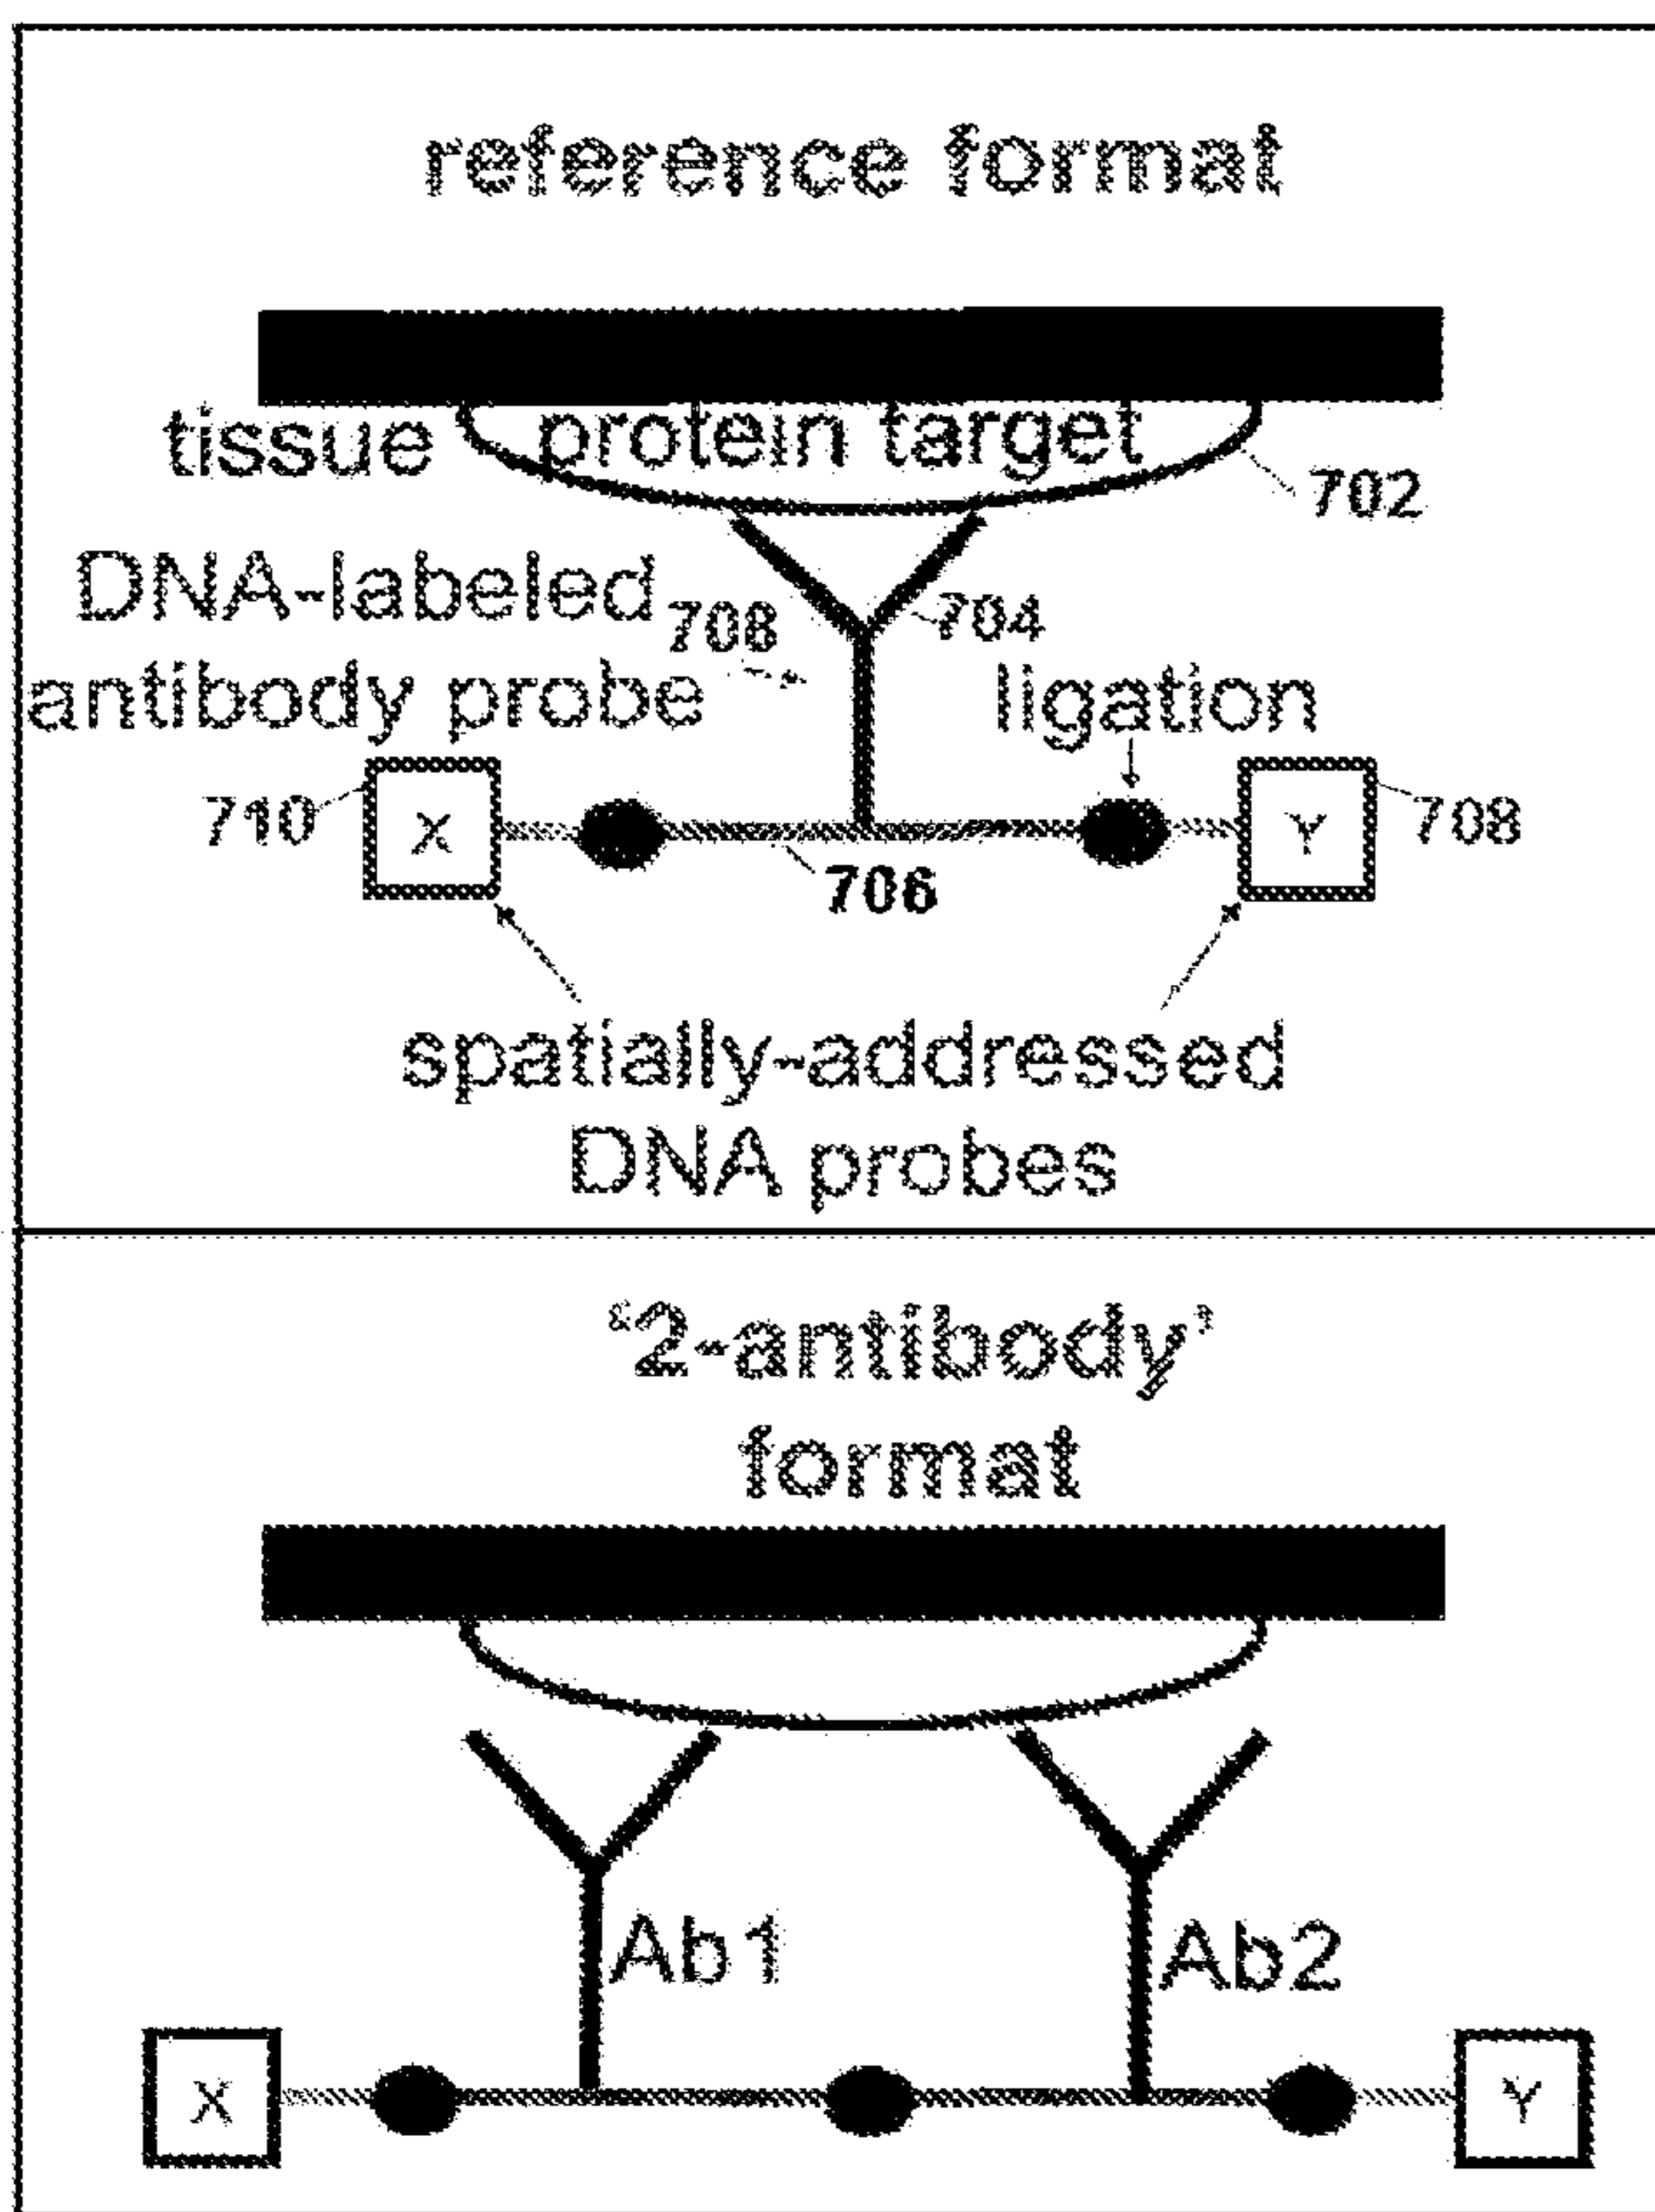 reference format
tissue protein target
702
DNA-labeled
708
704
antibody probe
ligation
710
X
Y
708
706
spatially-addressed
DNA probes
‘2-antibody’
format
Ab1
Ab2
X
Y